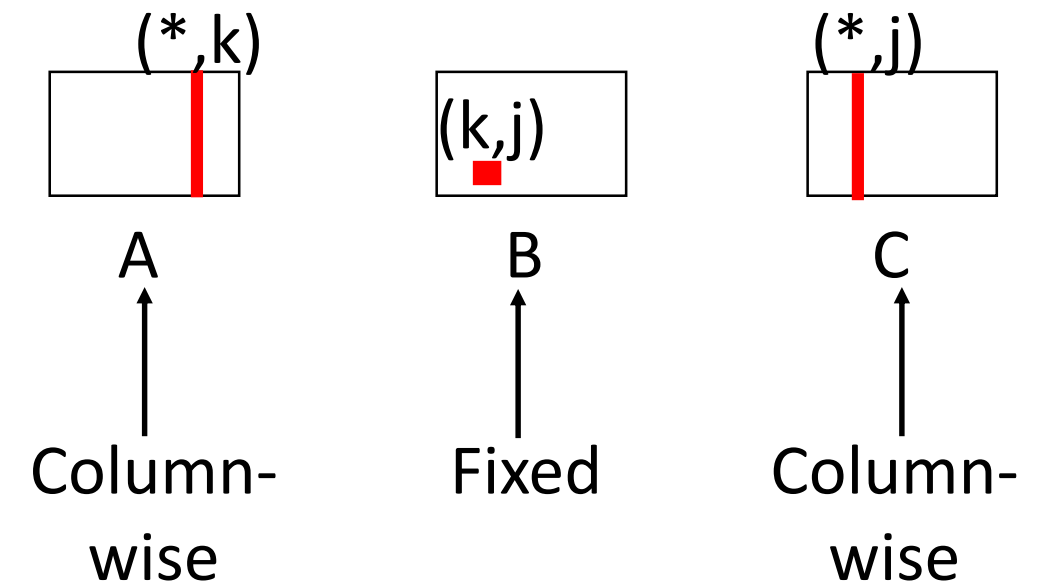 (*,k)
(k,j)
(*,j)
A
B
C
Column-
wise
Fixed
Column-
wise